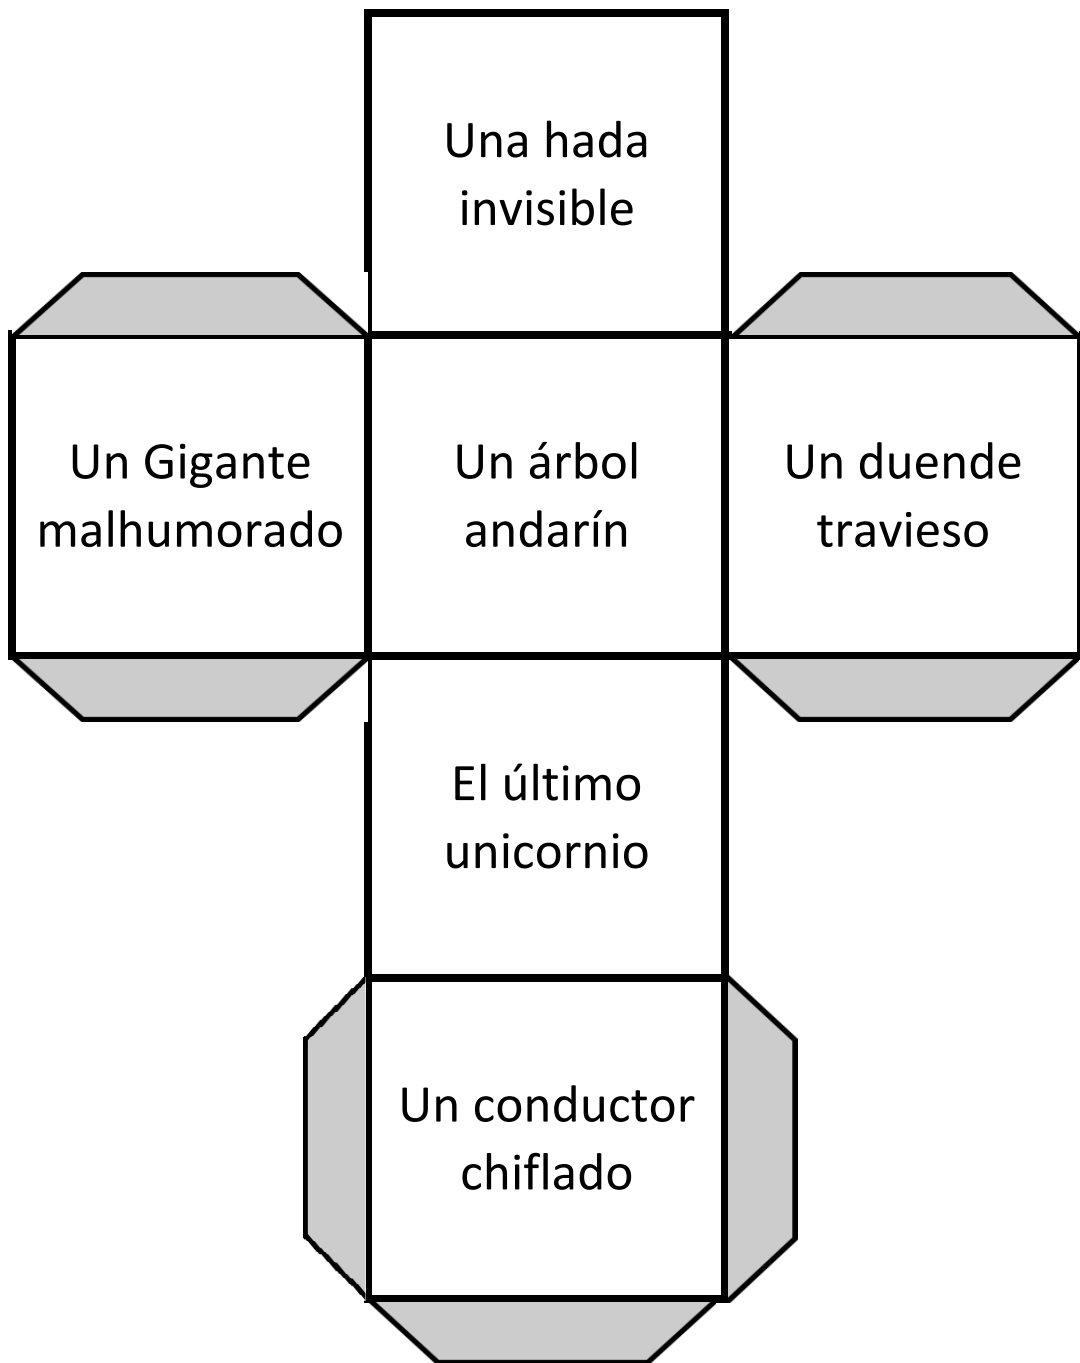 Una hada
invisible
Un Gigante
malhumorado
Un árbol
andarín
Un duende
travieso
El último
unicornio
Un conductor
chiflado